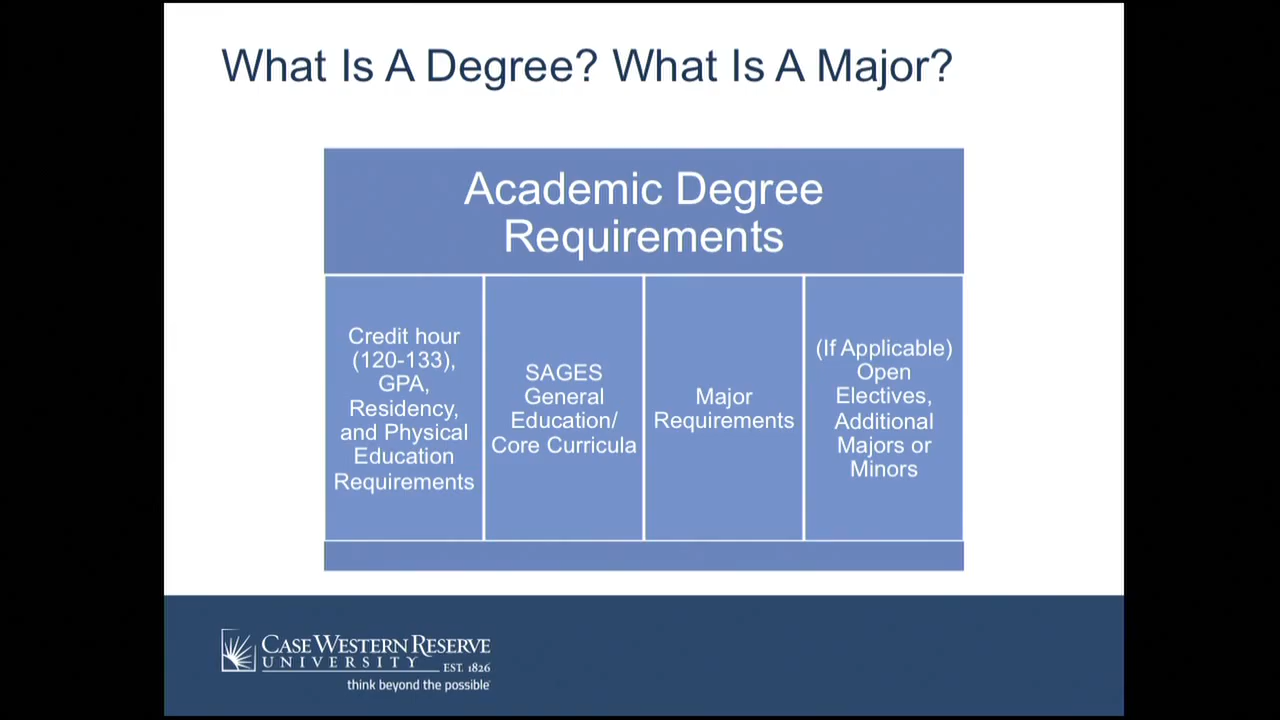 What Is A Degree? What Is A Major?
Academic Degree
Requirements
Credit hour
(120-133),
GPA,
Residency,
and Physical
Education
Requirements
SAGES
General
Education/
Core Curricula
Major
Requirements
(If Applicable)
Open
Electives,
Additional
Majors or
Minors
CASE WESTERN RESERVE
UNIVERSITY EST. 1826
think beyond the possible